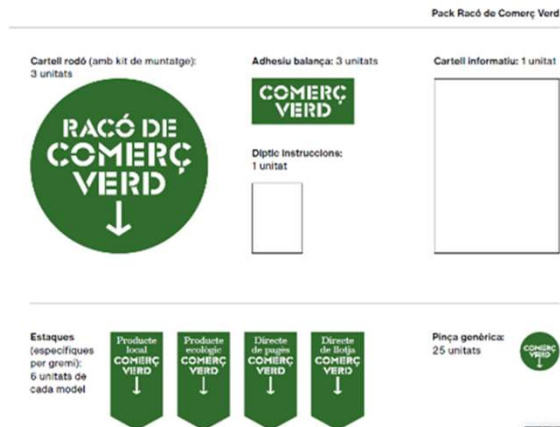 Pack Racó de Comerç Verd
Cartell rodó (amb kit de muntatge):
3 unitats
RACÓ DE
COMERÇ
VERD
Adhesiu balança: 3 unitats
COMERÇ
VERD
Díptic Instruccions:
1 unitat
Cartell informatiu: 1 unitat
Estaques
(específiques
per gremi):
6 unitats de
cada model
Producte
local
COMERÇ
VERD
Producte
ecològic
COMERÇ
VERD
Directe
de pagès
COMERÇ
VERD
Directe
de llotja
COMERÇ
VERD
Pinça genèrica:
25 unitats
COMERÇ
VERD